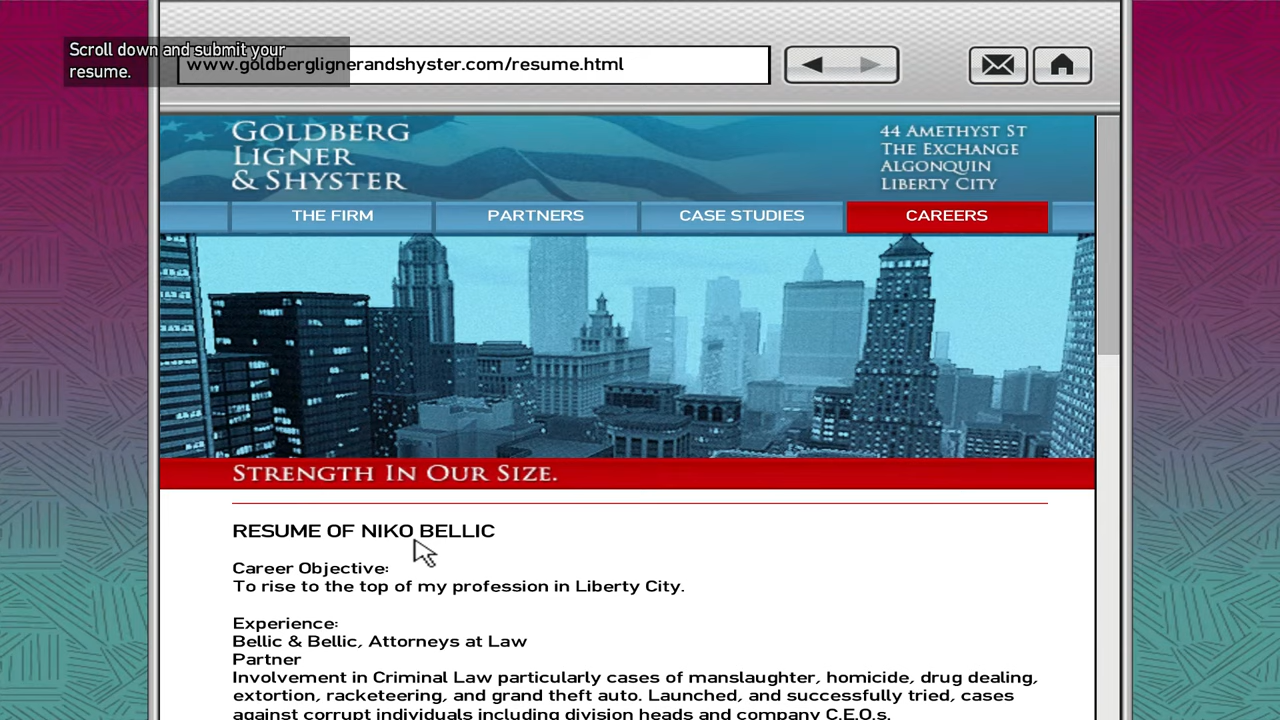 Scroll down and submit your
resume.
www.goldberglignerandshyster.com/resume.html
GOLDBERG
LIGNER
& SHYSTER
44 AMETHYST ST
THE EXCHANGE
ALGONQUIN
LIBERTY CITY
THE FIRM PARTNERS CASE STUDIES CAREERS
STRENGTH IN OUR SIZE.
RESUME OF NIKO BELLIC
Career Objective:
To rise to the top of my profession in Liberty City.
Experience:
Bellic & Bellic, Attorneys at Law
Partner
Involvement in Criminal Law particularly cases of manslaughter, homicide, drug dealing,
extortion, racketeering, and grand theft auto. Launched, and successfully tried, cases
against corrupt individuals including division heads and company C.E.O.s.